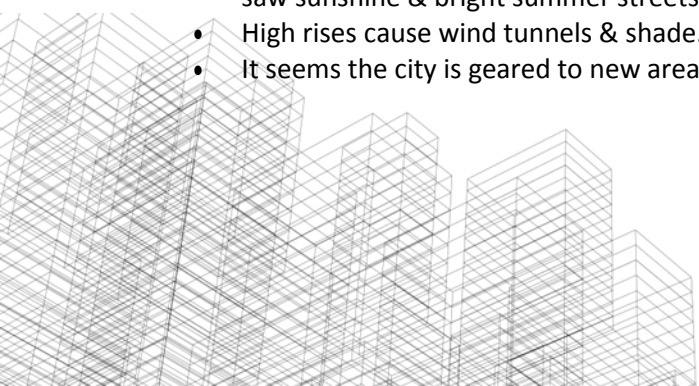 saw sunshine & bright summer streets
• High rises cause wind tunnels & shade.
• It seems the city is geared to new area